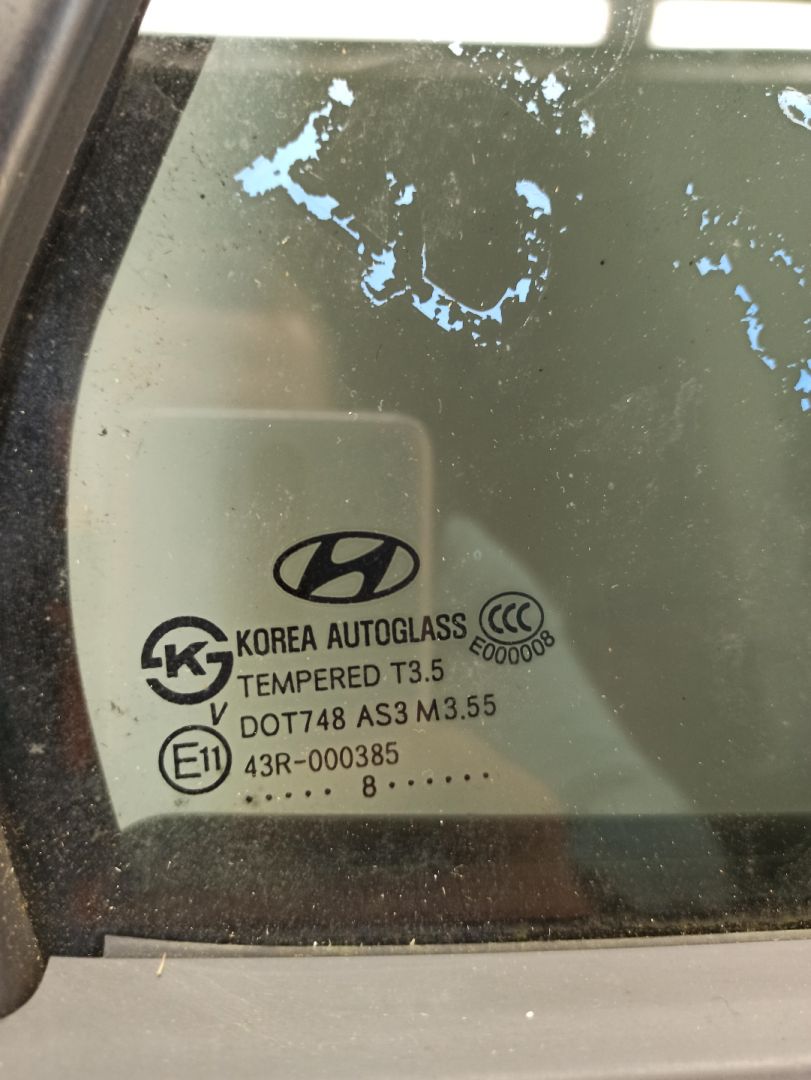 KOREA AUTOGLASS
CCC
E000008
K
TEMPERED T3.5
V
DOT748 AS3 M3.55
E11
43R-000385
..... 8 ......